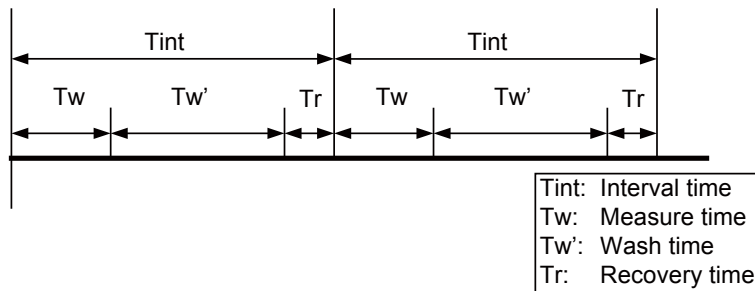 Tint Tint
Tw Tw’ Tr Tw Tw’ Tr
Tint: Interval time
Tw: Measure time
Tw’: Wash time
Tr: Recovery time